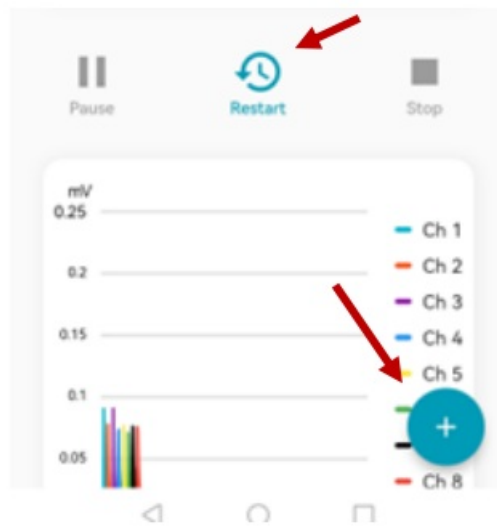 Pause Restart Stop
mV
0.25
0.2
0.15
0.1
0.05
Ch 1
Ch 2
Ch 3
Ch 4
Ch 5
+
Ch 8